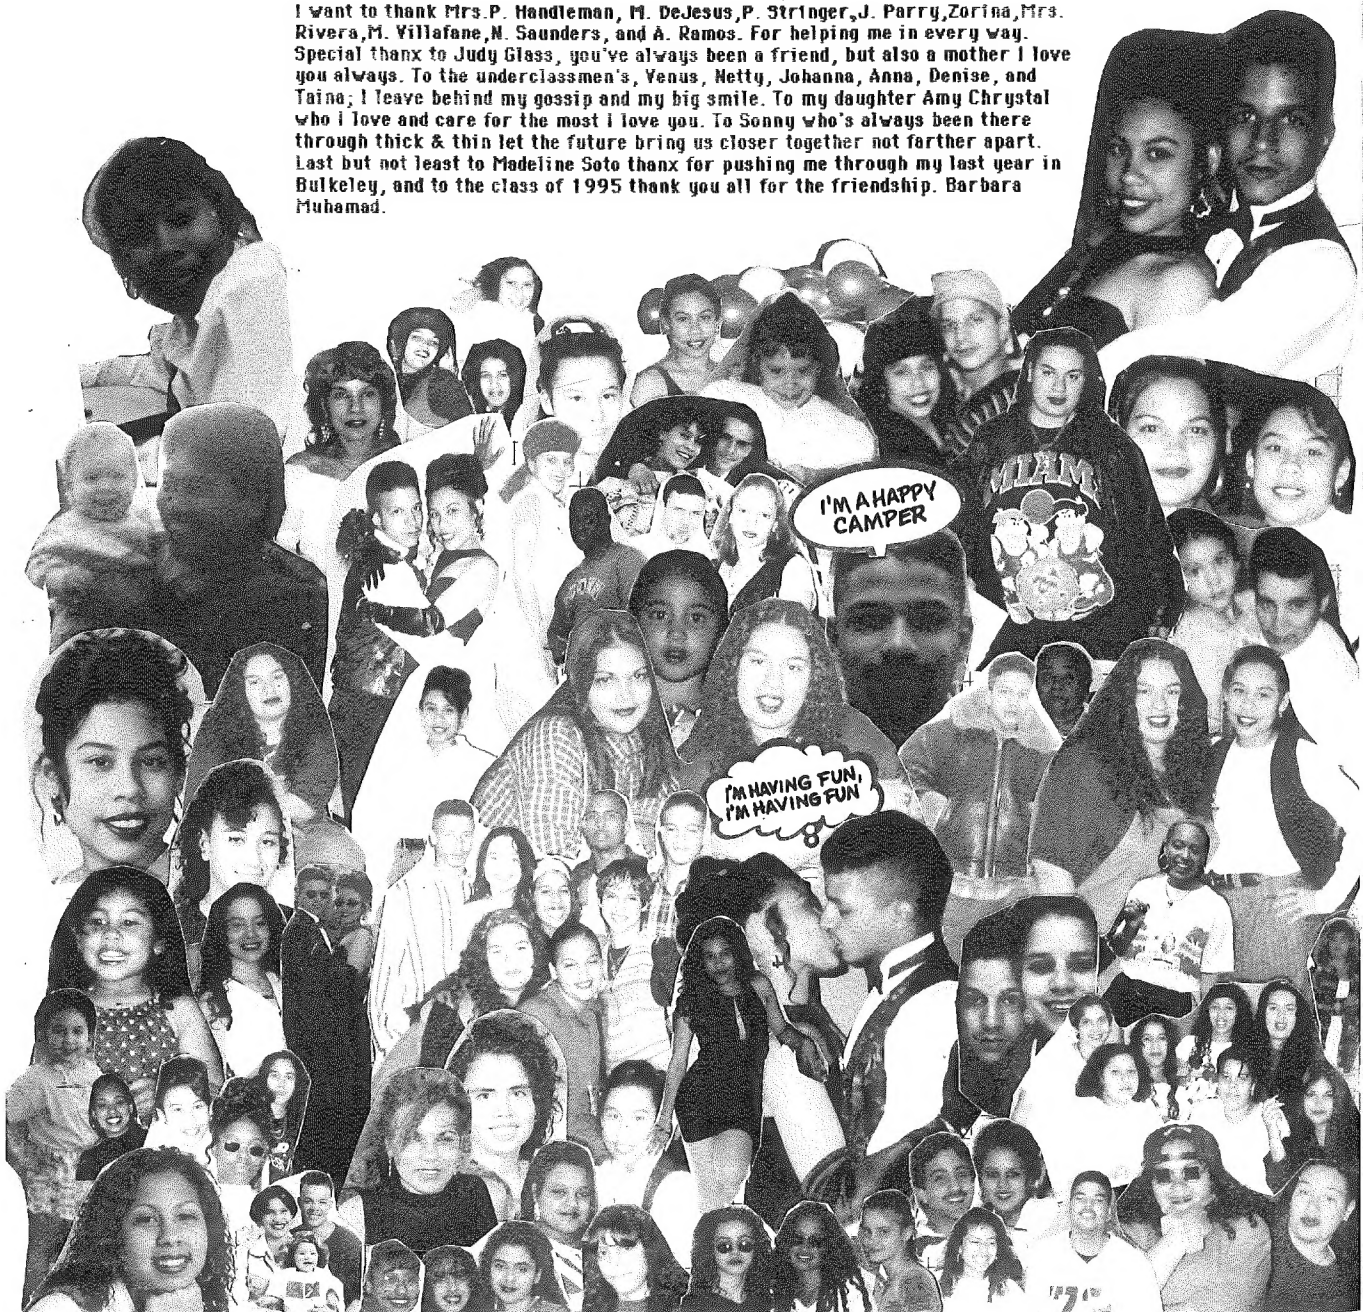 I want to thank Mrs.P. Handleman, M. DeJesus,P. Stringer,J. Parry,Zorina,Mrs.
Rivera,M. Villafane,N. Saunders, and A. Ramos. For helping me in every way.
Special thanx to Judy Glass, you've always been a friend, but also a mother I love
you always. To the underclassmen's, Venus, Netty, Johanna, Anna, Denise, and
Taina; I leave behind my gossip and my big smile. To my daughter Amy Chrystal
who i love and care for the most i love you. To Sonny who's always been there
through thick & thin let the future bring us closer together not farther apart.
Last but not least to Madeline Soto thanx for pushing me through my last year in
Bulkeley, and to the class of 1995 thank you all for the friendship. Barbara
Muhamad.
I'M A HAPPY
CAMPER
MIAMI
I'M HAVING FUN,
I'M HAVING FUN